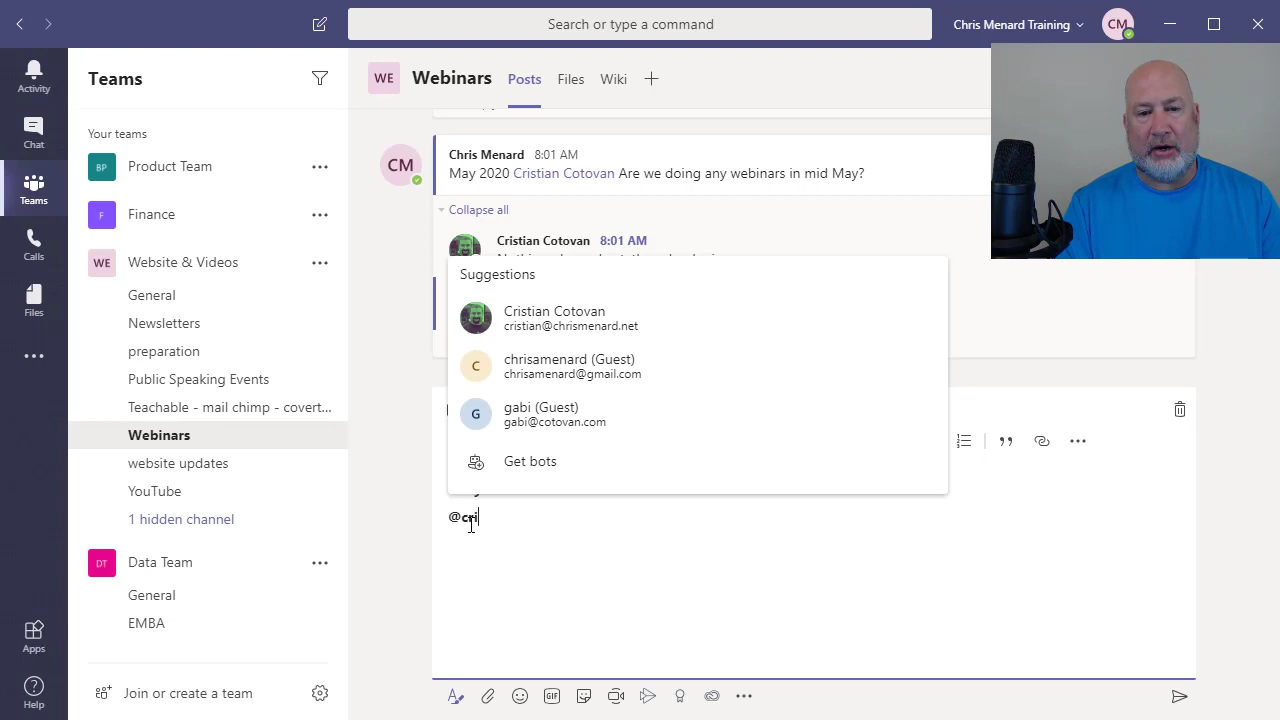 Search or type a command
Chris Menard Training
CM
Activity
Chat
Teams
Calls
Files
Apps
Help
Teams
Your teams
BP Product Team
F Finance
WE Website & Videos
General
Newsletters
preparation
Public Speaking Events
Teachable - mail chimp - covert...
Webinars
website updates
YouTube
1 hidden channel
DT Data Team
General
EMBA
Join or create a team
WE Webinars Posts Files Wiki
CM
Chris Menard 8:01 AM
May 2020 Cristian Cotovan Are we doing any webinars in mid May?
Collapse all
Cristian Cotovan 8:01 AM
Suggestions
Cristian Cotovan
cristian@chrismenard.net
C
chrisamenard (Guest)
chrisamenard@gmail.com
G
gabi (Guest)
gabi@cotovan.com
Get bots
@cri
GIF